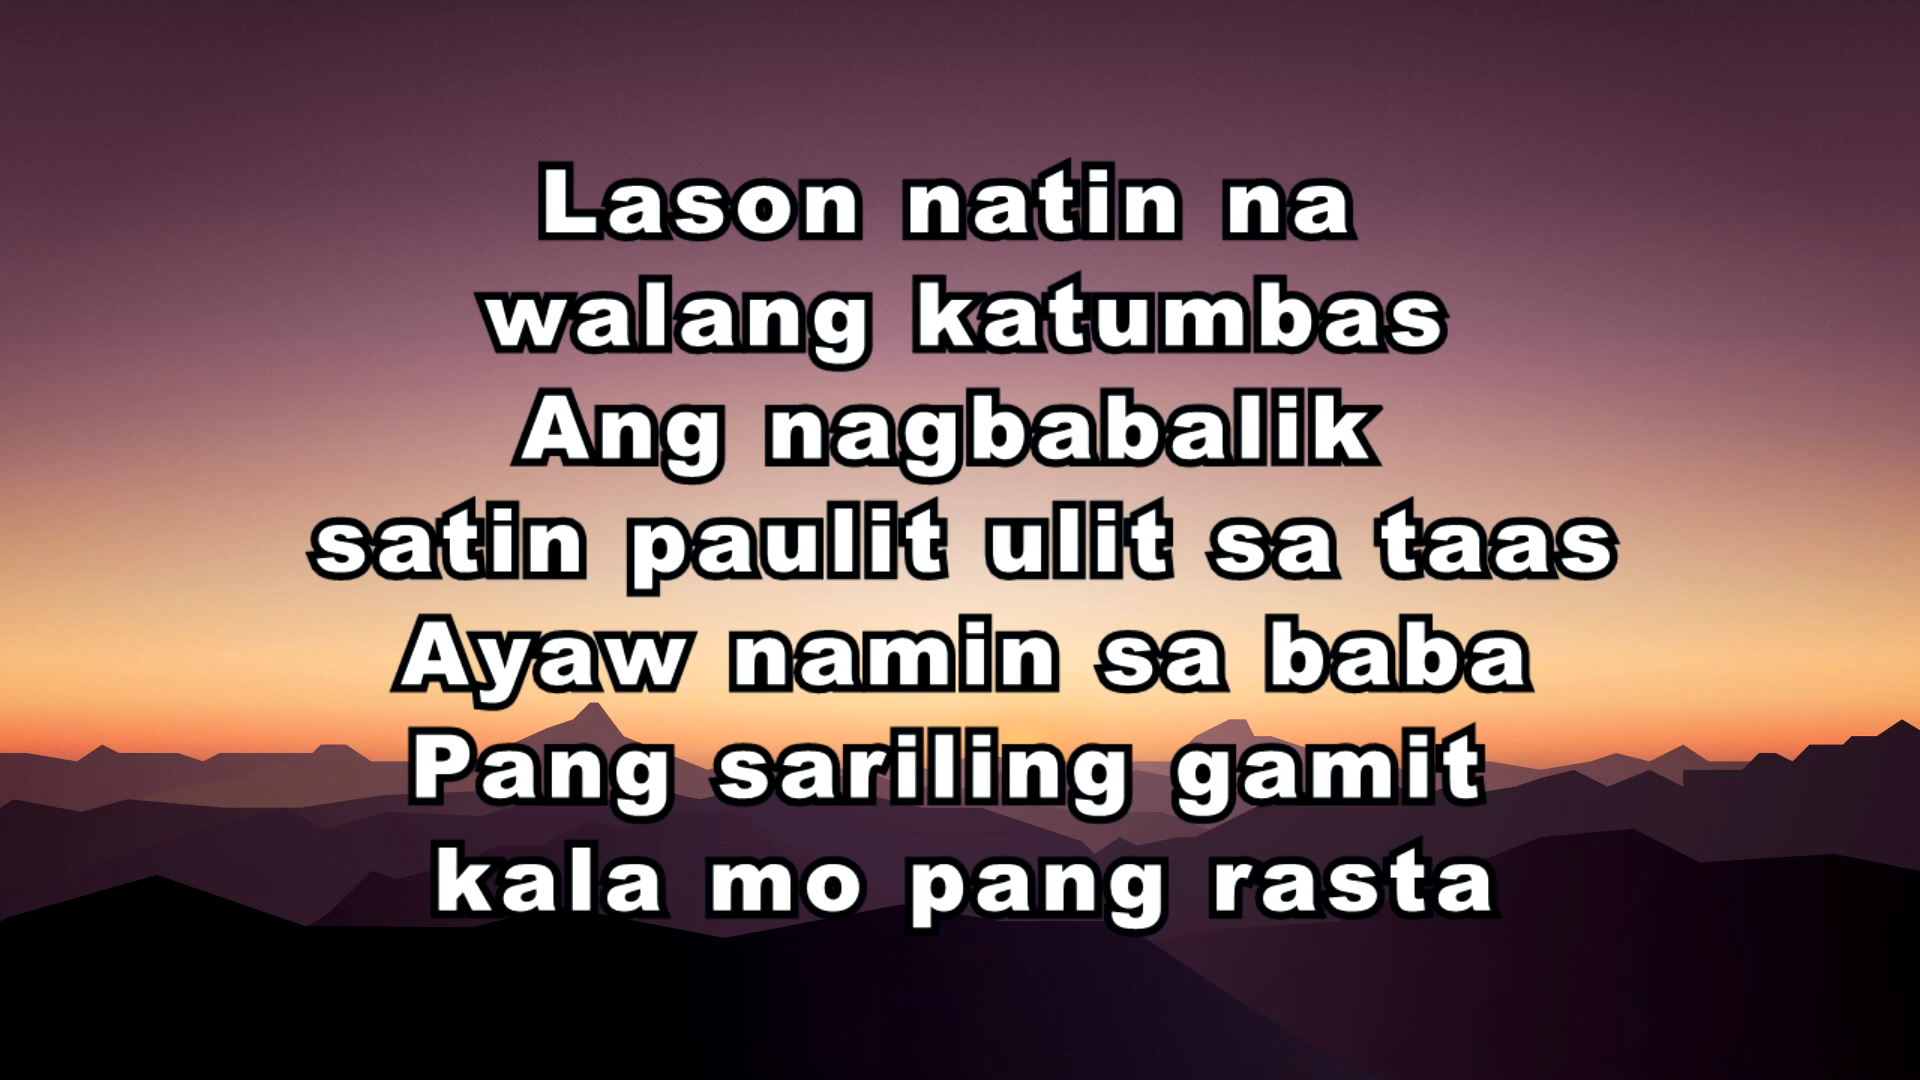 Lason natin na
walang katumbas
Ang nagbabalik
satin paulit ulit sa taas
Ayaw namin sa baba
Pang sariling gamit
kala mo pang rasta